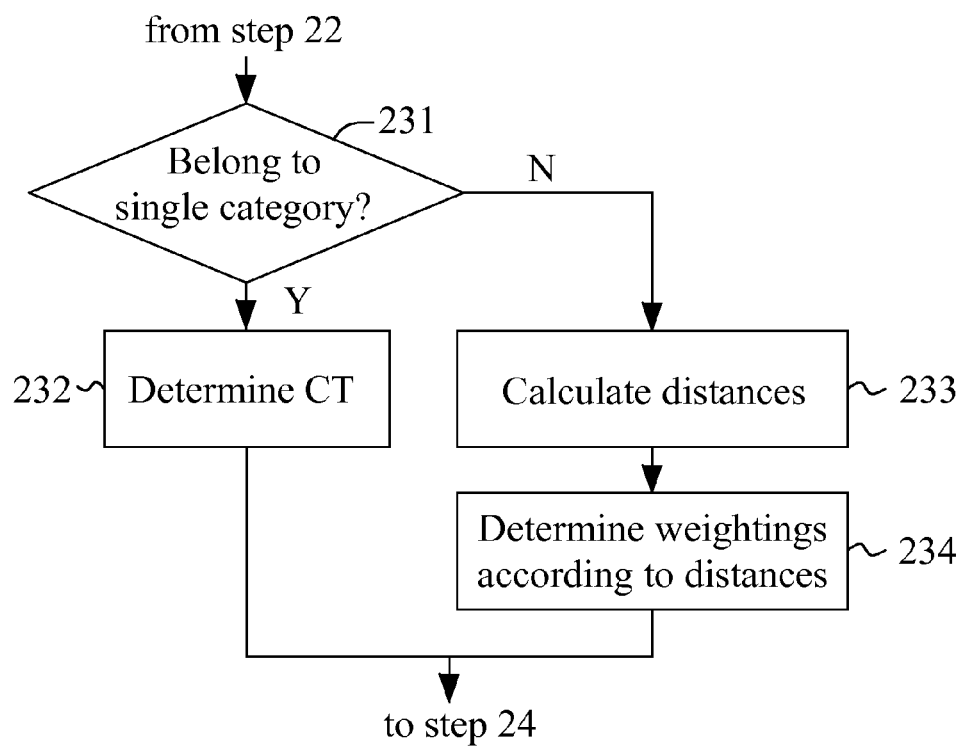 from step 22
231
Belong to
single category?
N
Y
232
Determine CT
Calculate distances
233
Determine weightings
according to distances
234
to step 24